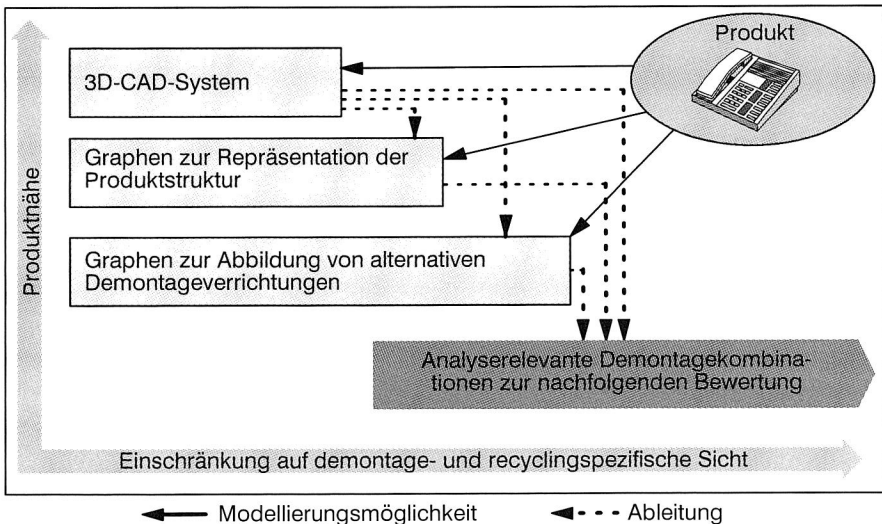 Produkt
3D-CAD-System
Graphen zur Repräsentation der
Produktstruktur
Graphen zur Abbildung von alternativen
Demontageverrichtungen
Analyserelevante Demontagekombina-
tionen zur nachfolgenden Bewertung
Produktnähe
Einschränkung auf demontage- und recyclingspezifische Sicht
Modellierungsmöglichkeit
Ableitung